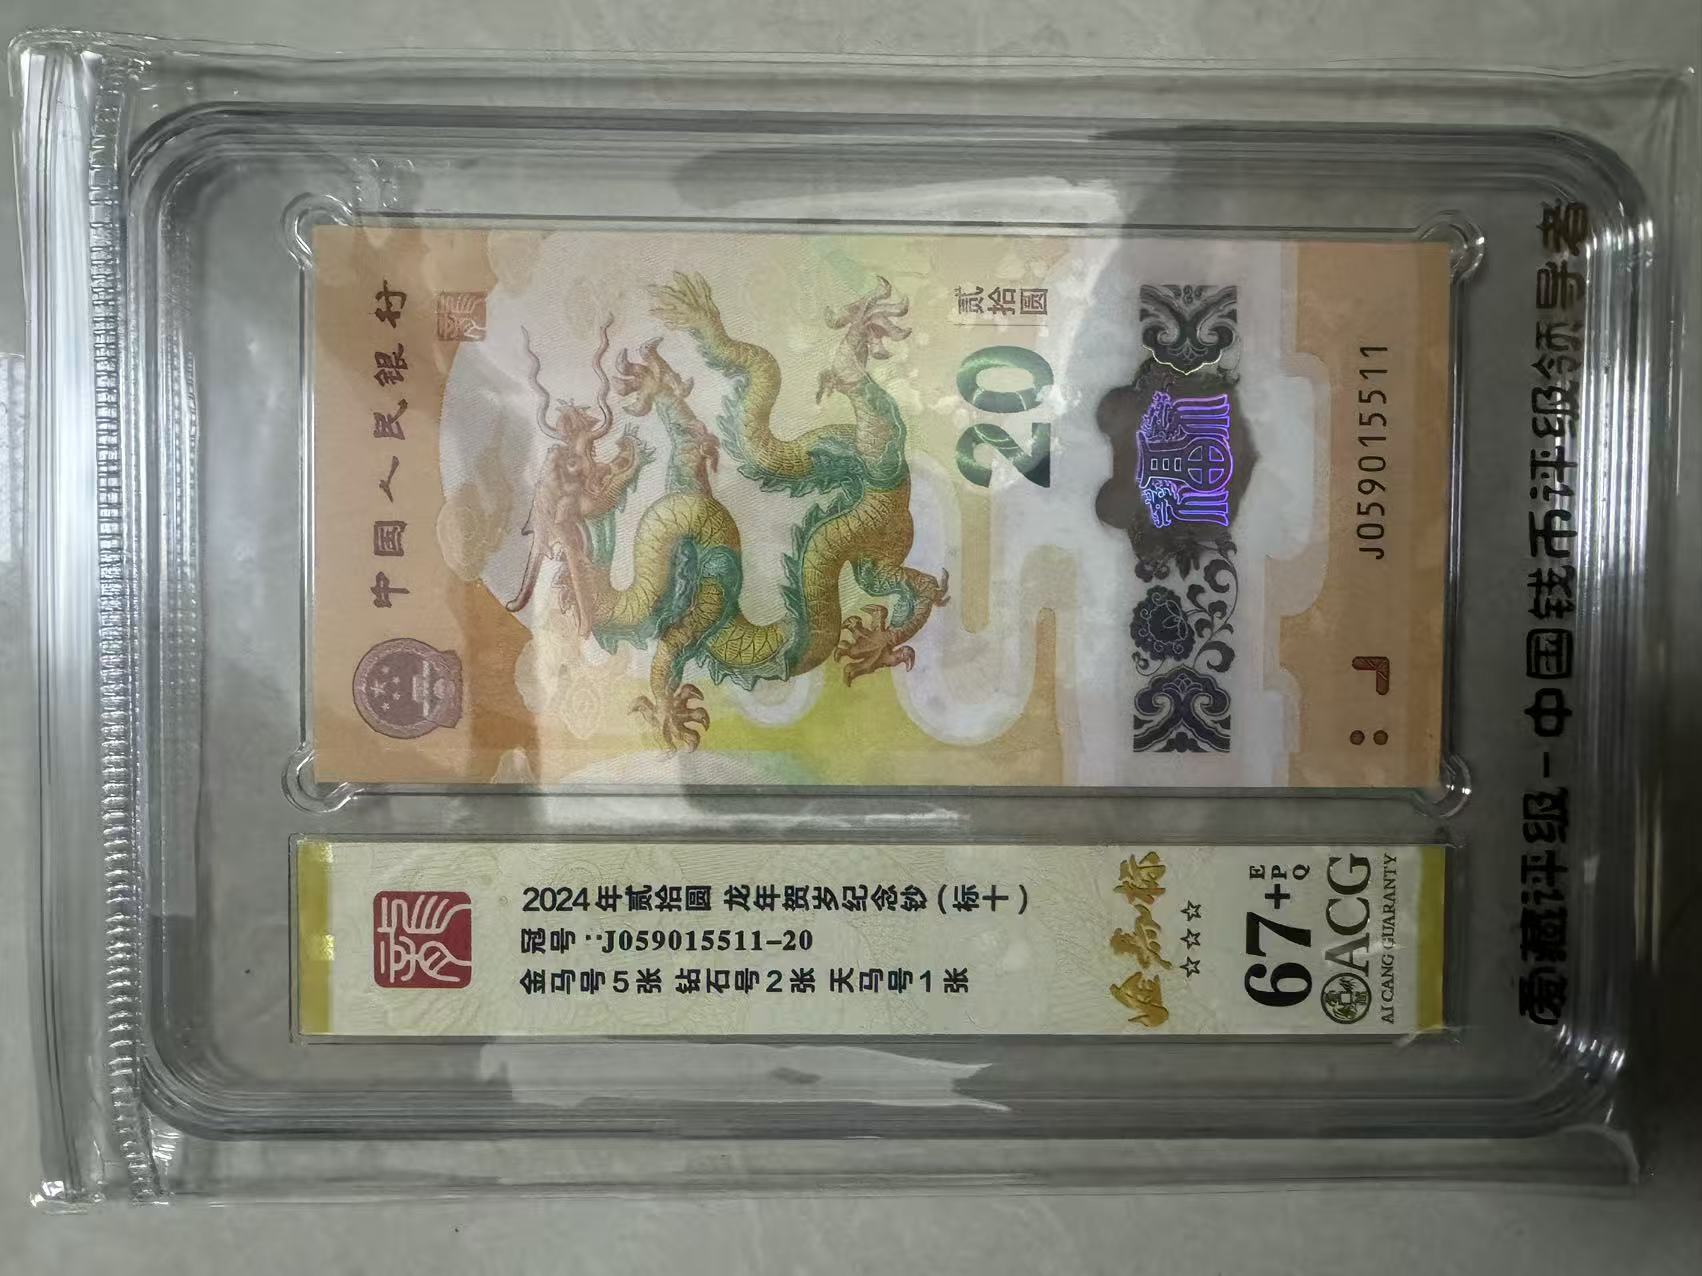 爱藏评级-中国钱币评级领导者
中国人民银行
龍
贰拾圆
20
J059015511
龍
2024年贰拾圆 龙年贺岁纪念钞(标十)
冠号:J059015511-20
金马号5张 钻石号2张 天马号1张
67+
EPQ
ACG
AI CANG GUARANTY